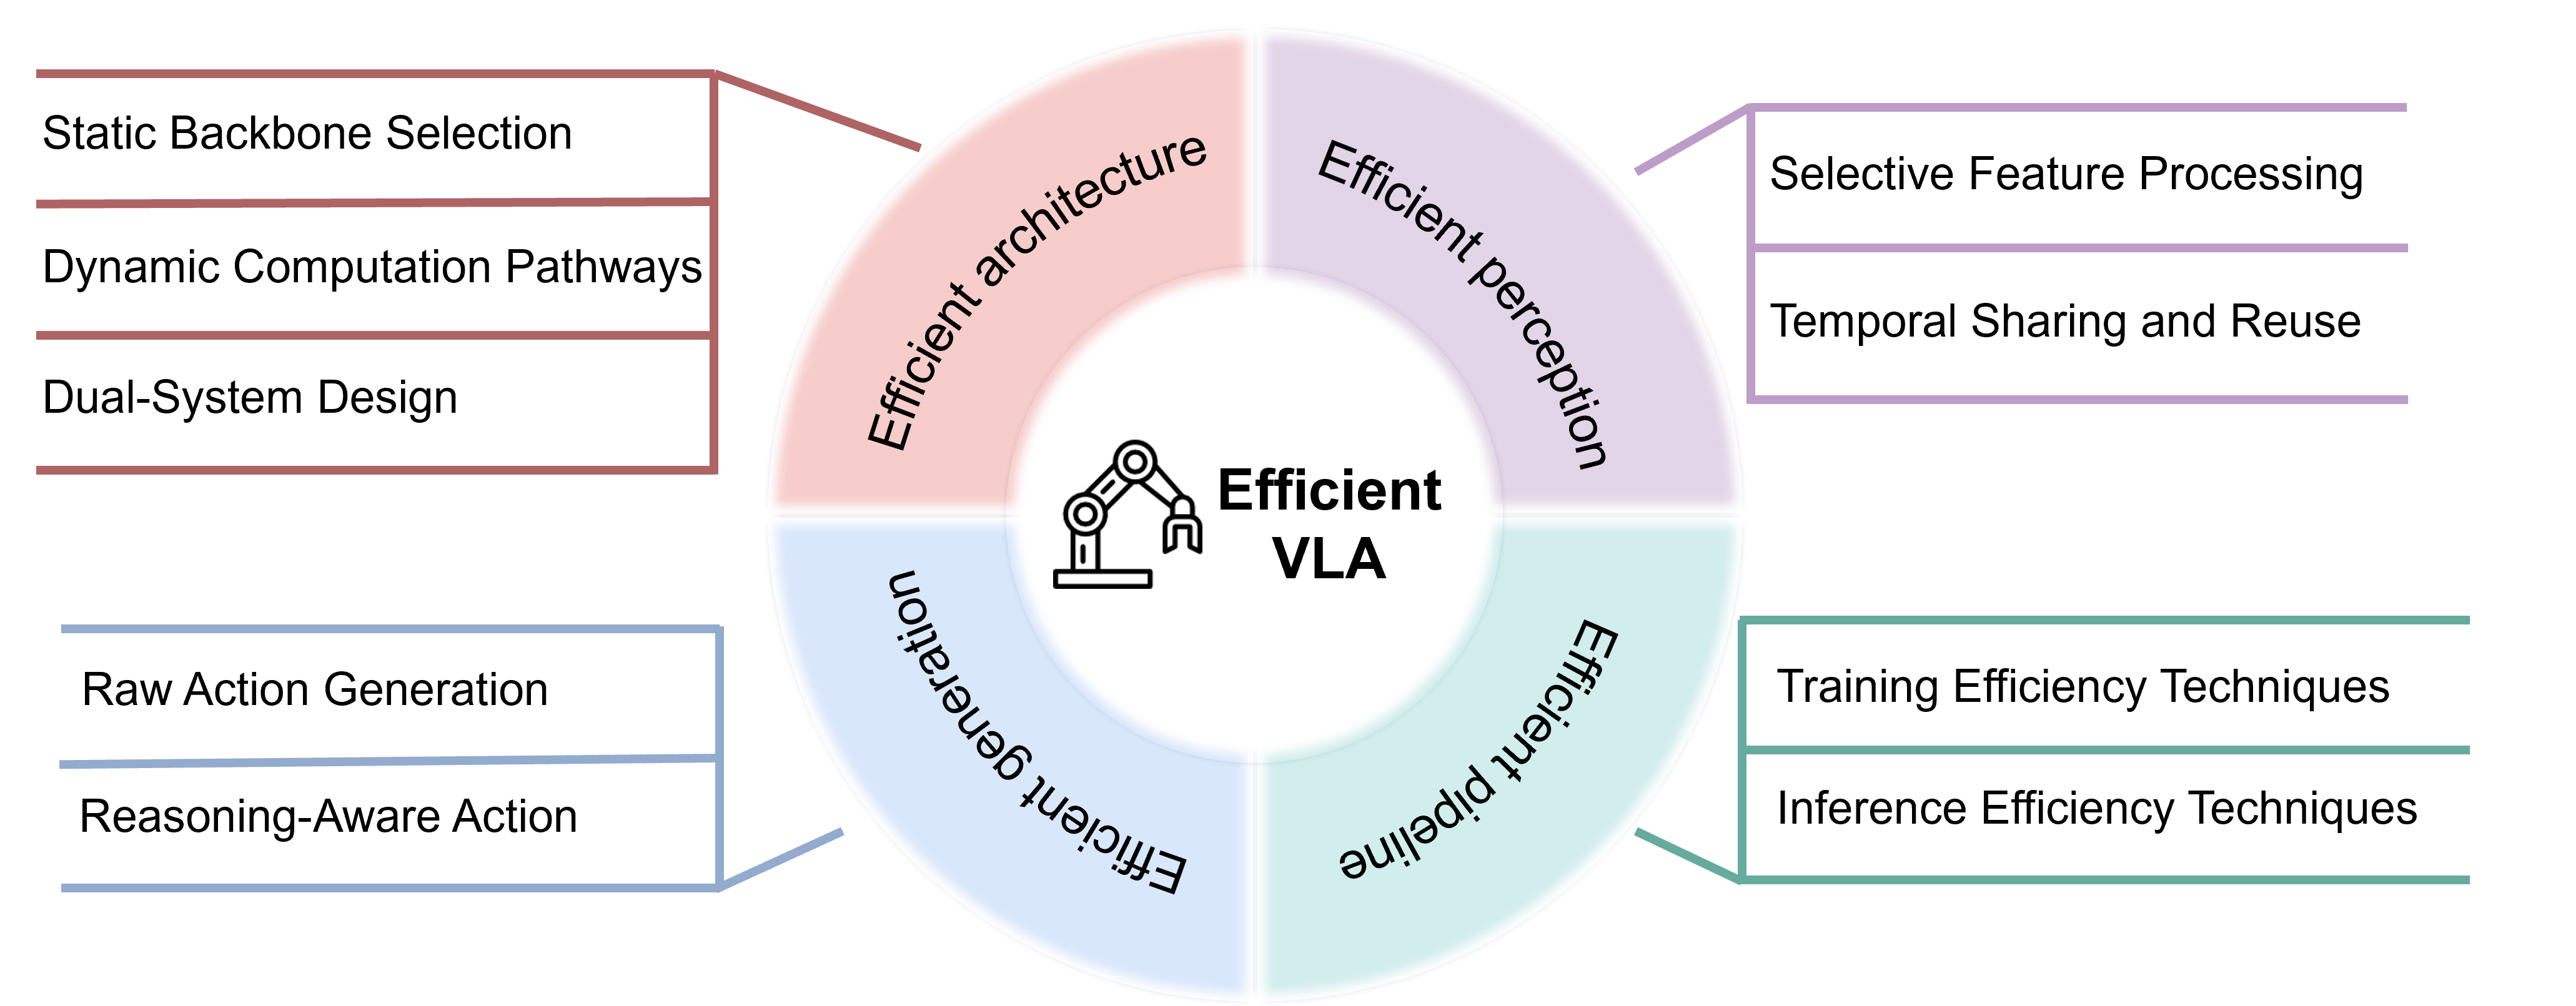 Static Backbone Selection
Dynamic Computation Pathways
Dual-System Design
Efficient architecture
Efficient perception
Selective Feature Processing
Temporal Sharing and Reuse
Efficient
VLA
Raw Action Generation
Reasoning-Aware Action
Efficient generation
Efficient pipeline
Training Efficiency Techniques
Inference Efficiency Techniques